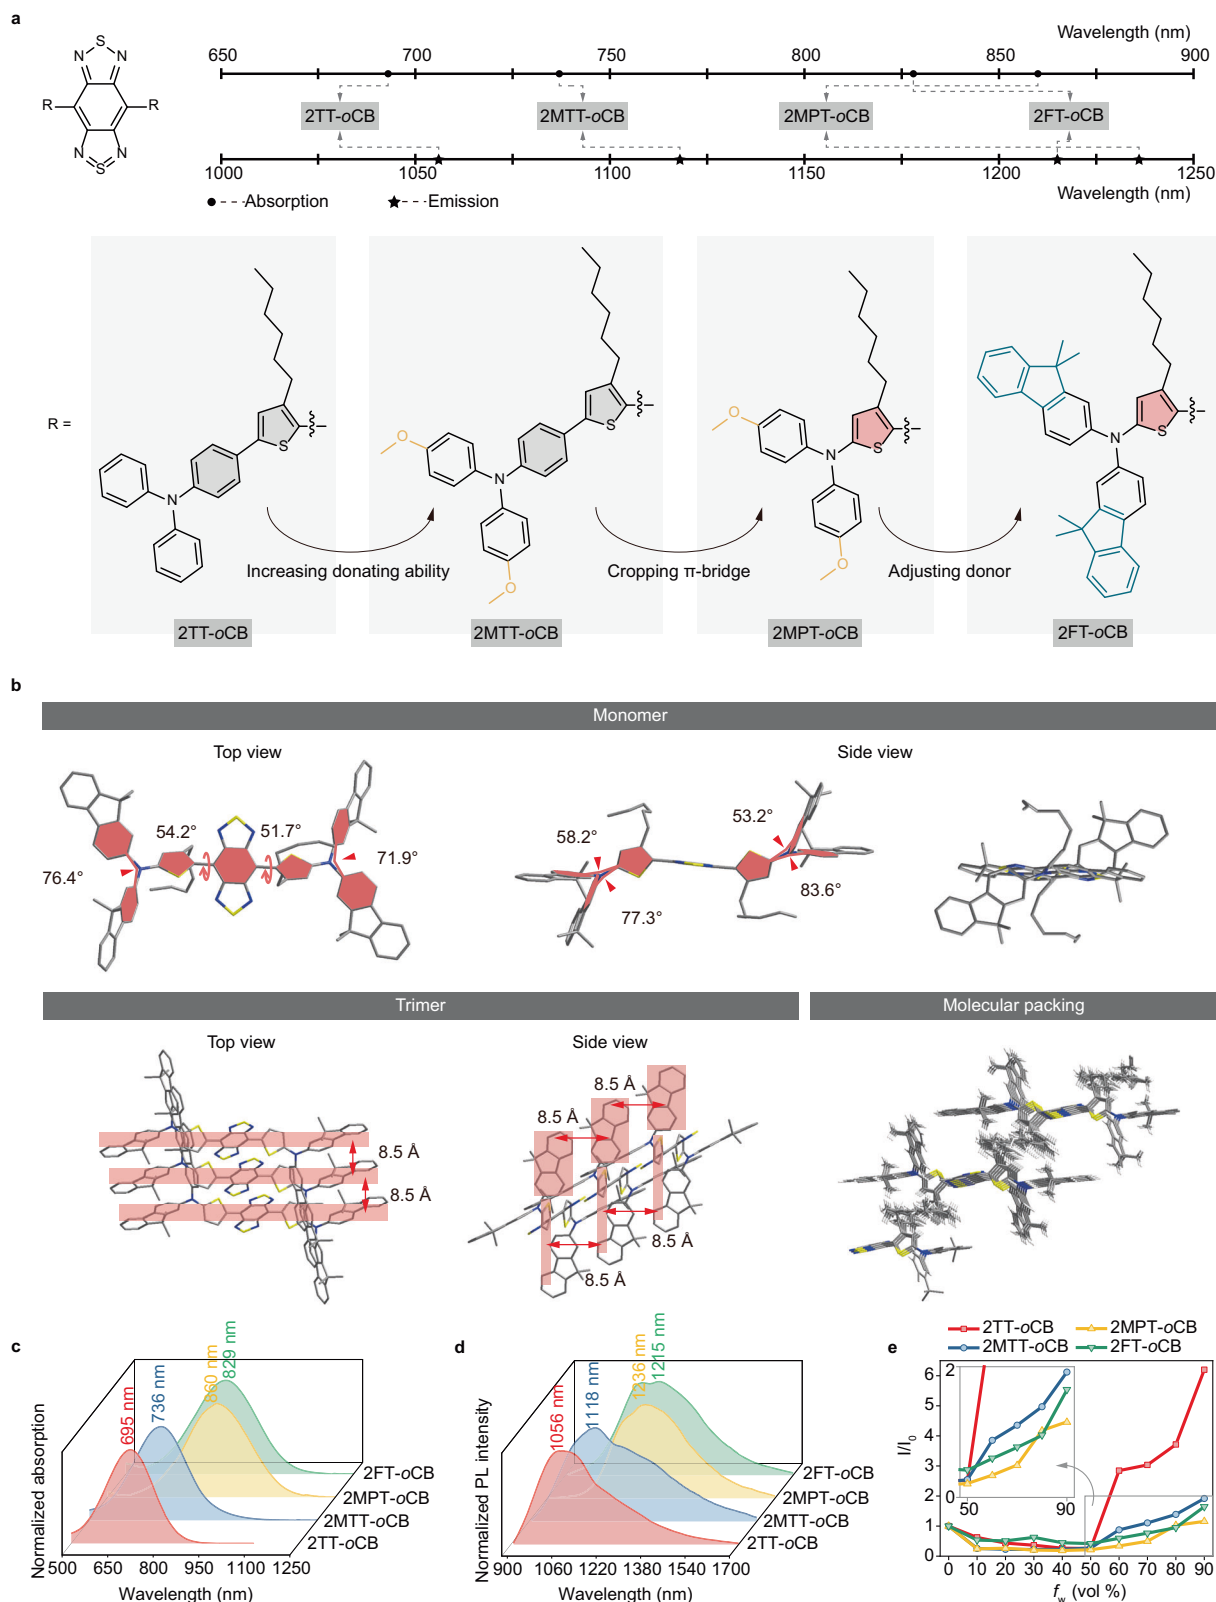 a
Wavelength (nm)
650 700 750 800 850 900
2TT-oCB 2MTT-oCB 2MPT-oCB 2FT-oCB
1000 1050 1100 1150 1200 1250
Wavelength (nm)
Absorption Emission
S
N N
R R
N N
S
R =
S
N
O
S
N
O
O
S
N
O
S
N
Increasing donating ability
Cropping π-bridge
Adjusting donor
2TT-oCB 2MTT-oCB 2MPT-oCB 2FT-oCB
b
Monomer
Top view
Side view
54.2° 51.7°
76.4° 71.9°
58.2° 53.2°
77.3° 83.6°
Trimer
Molecular packing
Top view
Side view
8.5 Å
8.5 Å
8.5 Å
8.5 Å
8.5 Å
8.5 Å
c
Normalized absorption
695 nm
736 nm
860 nm
829 nm
2FT-oCB
2MPT-oCB
2MTT-oCB
2TT-oCB
500 650 800 950 1100 1250
Wavelength (nm)
d
Normalized PL intensity
1056 nm
1118 nm
1236 nm
1215 nm
2FT-oCB
2MPT-oCB
2MTT-oCB
2TT-oCB
900 1060 1220 1380 1540 1700
Wavelength (nm)
e
2TT-oCB 2MPT-oCB
2MTT-oCB 2FT-oCB
I/I0
6
5
4
3
2
1
0
2
0
50 90
0 10 20 30 40 50 60 70 80 90
fw (vol %)